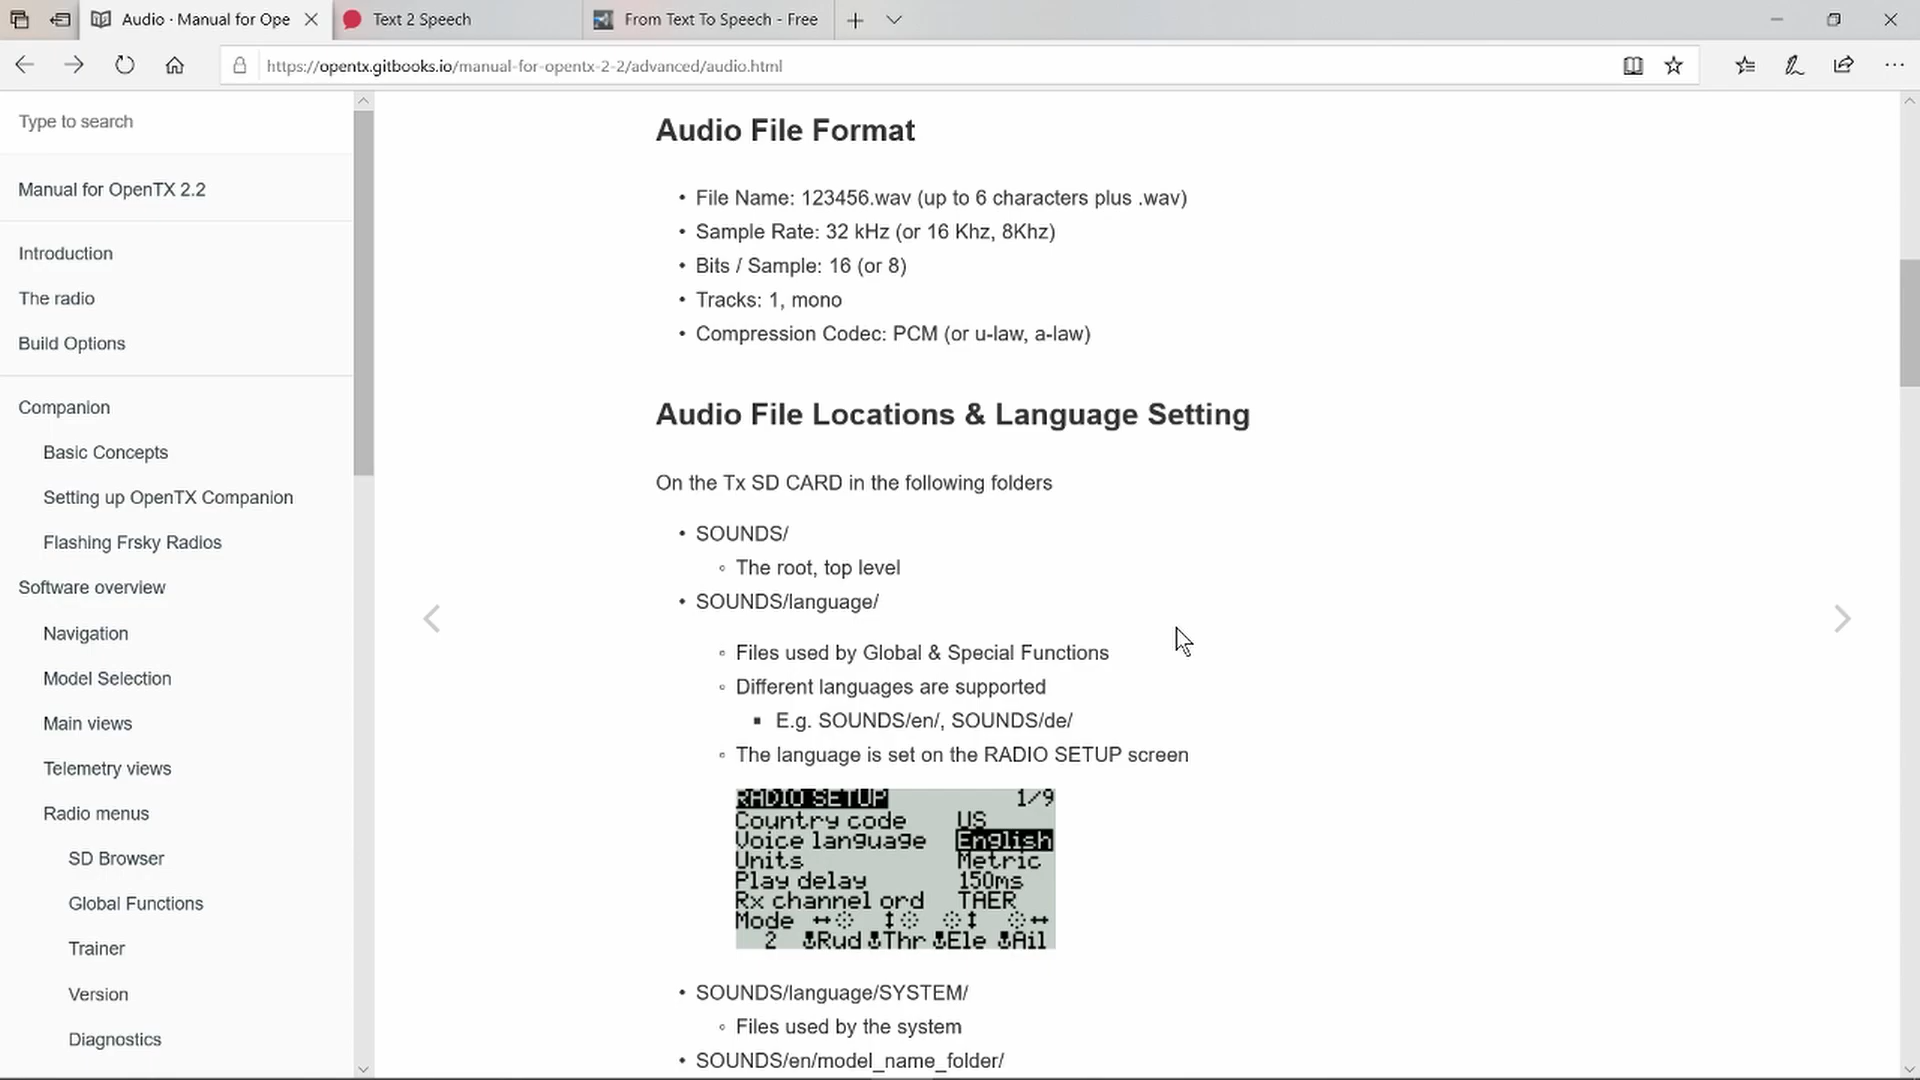 Audio · Manual for Ope
Text 2 Speech
From Text To Speech - Free
https://opentx.gitbooks.io/manual-for-opentx-2-2/advanced/audio.html
Type to search
Manual for OpenTX 2.2
Introduction
The radio
Build Options
Companion
Basic Concepts
Setting up OpenTX Companion
Flashing Frsky Radios
Software overview
Navigation
Model Selection
Main views
Telemetry views
Radio menus
SD Browser
Global Functions
Trainer
Version
Diagnostics
Audio File Format
• File Name: 123456.wav (up to 6 characters plus .wav)
• Sample Rate: 32 kHz (or 16 Khz, 8Khz)
• Bits / Sample: 16 (or 8)
• Tracks: 1, mono
• Compression Codec: PCM (or u-law, a-law)
Audio File Locations & Language Setting
On the Tx SD CARD in the following folders
• SOUNDS/
◦ The root, top level
• SOUNDS/language/
◦ Files used by Global & Special Functions
◦ Different languages are supported
▪ E.g. SOUNDS/en/, SOUNDS/de/
◦ The language is set on the RADIO SETUP screen
RADIO SETUP 1/9
Country code US
Voice language English
Units Metric
Play delay 150ms
Rx channel ord TAER
Mode
2 Rud Thr Ele Ail
• SOUNDS/language/SYSTEM/
◦ Files used by the system
• SOUNDS/en/model_name_folder/